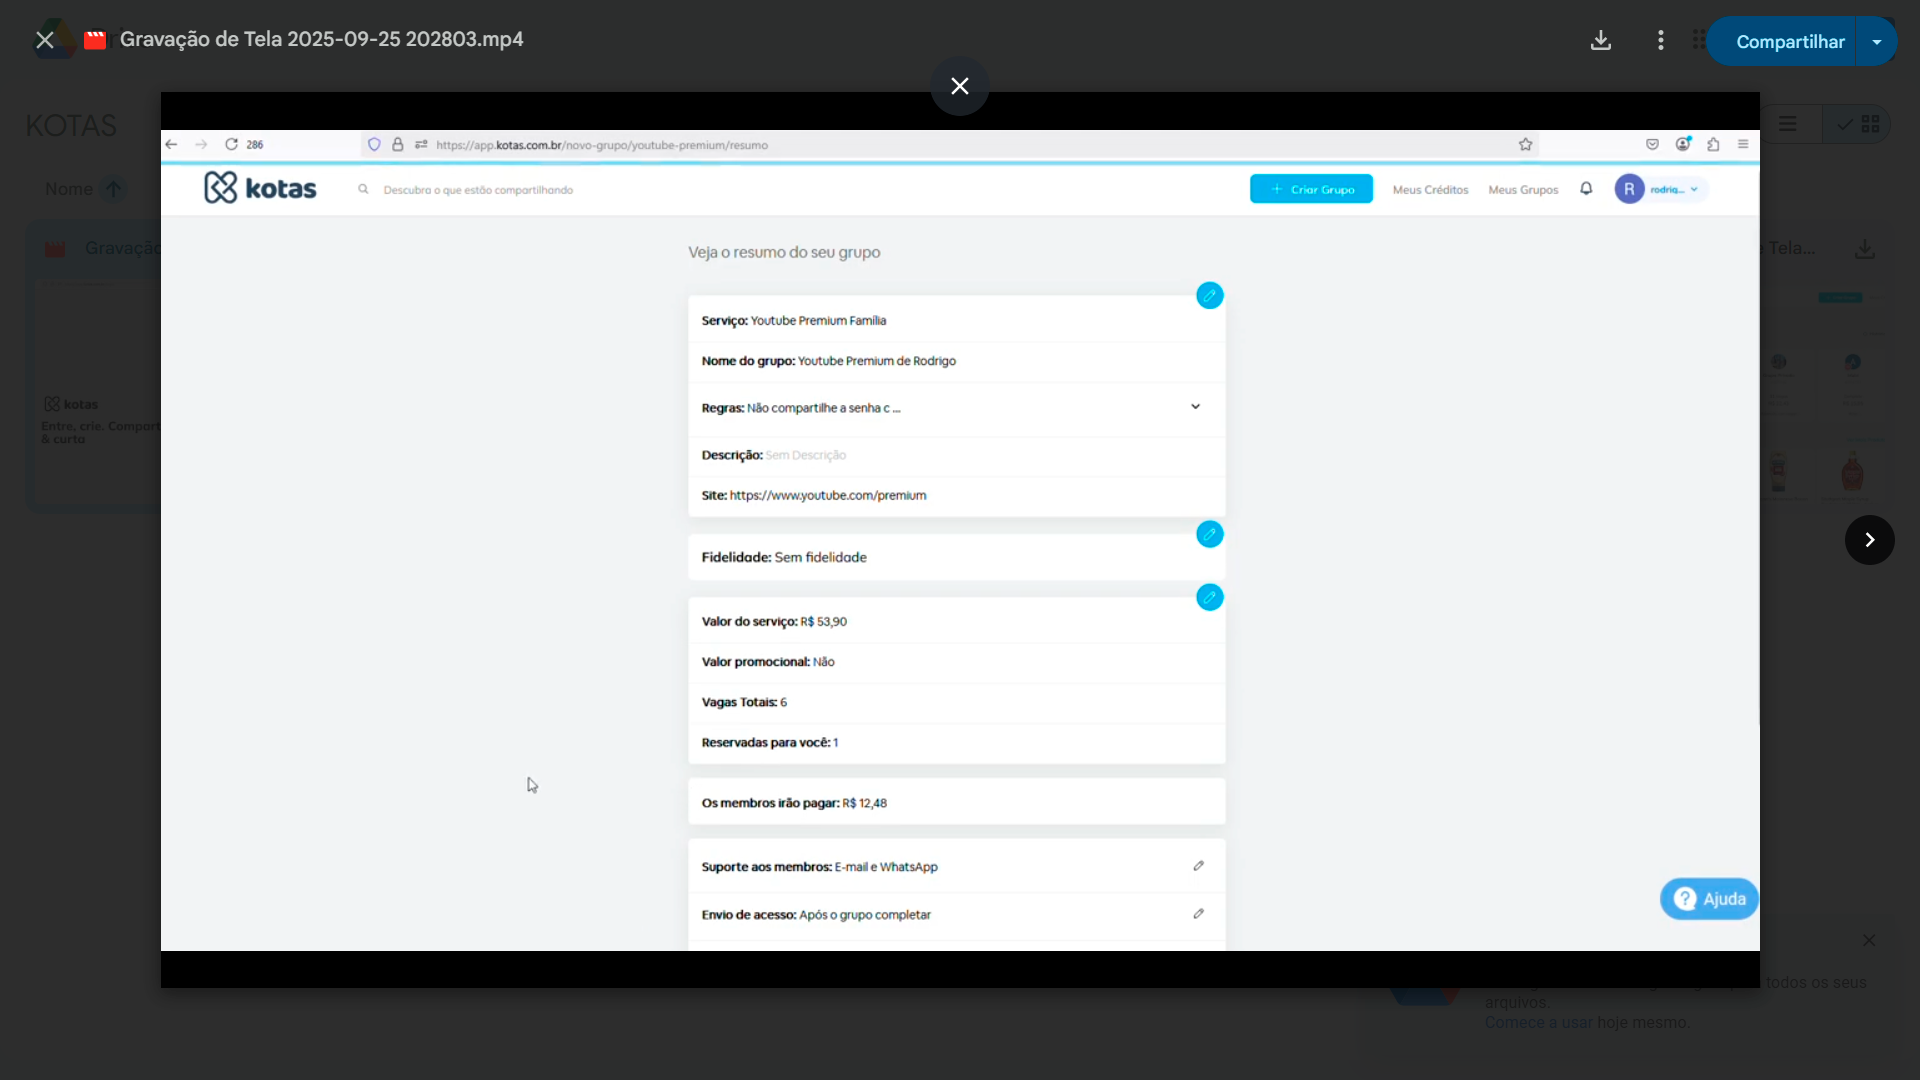 Gravação de Tela 2025-09-25 202803.mp4
Compartilhar
KOTAS
Nome
Gravação
kotas
Entre, crie. Compart
& curta
286
https://app.kotas.com.br/novo-grupo/youtube-premium/resumo
kotas
Descubra o que estão compartilhando
+ Criar Grupo
Meus Créditos
Meus Grupos
R
rodrig...
Veja o resumo do seu grupo
Serviço: Youtube Premium Família
Nome do grupo: Youtube Premium de Rodrigo
Regras: Não compartilhe a senha c ...
Descrição: Sem Descrição
Site: https://www.youtube.com/premium
Fidelidade: Sem fidelidade
Valor do serviço: R$ 53,90
Valor promocional: Não
Vagas Totais: 6
Reservadas para você: 1
Os membros irão pagar: R$ 12,48
Suporte aos membros: E-mail e WhatsApp
Envio de acesso: Após o grupo completar
? Ajuda
Tela...
todos os seus
arquivos.
Comece a usar hoje mesmo.